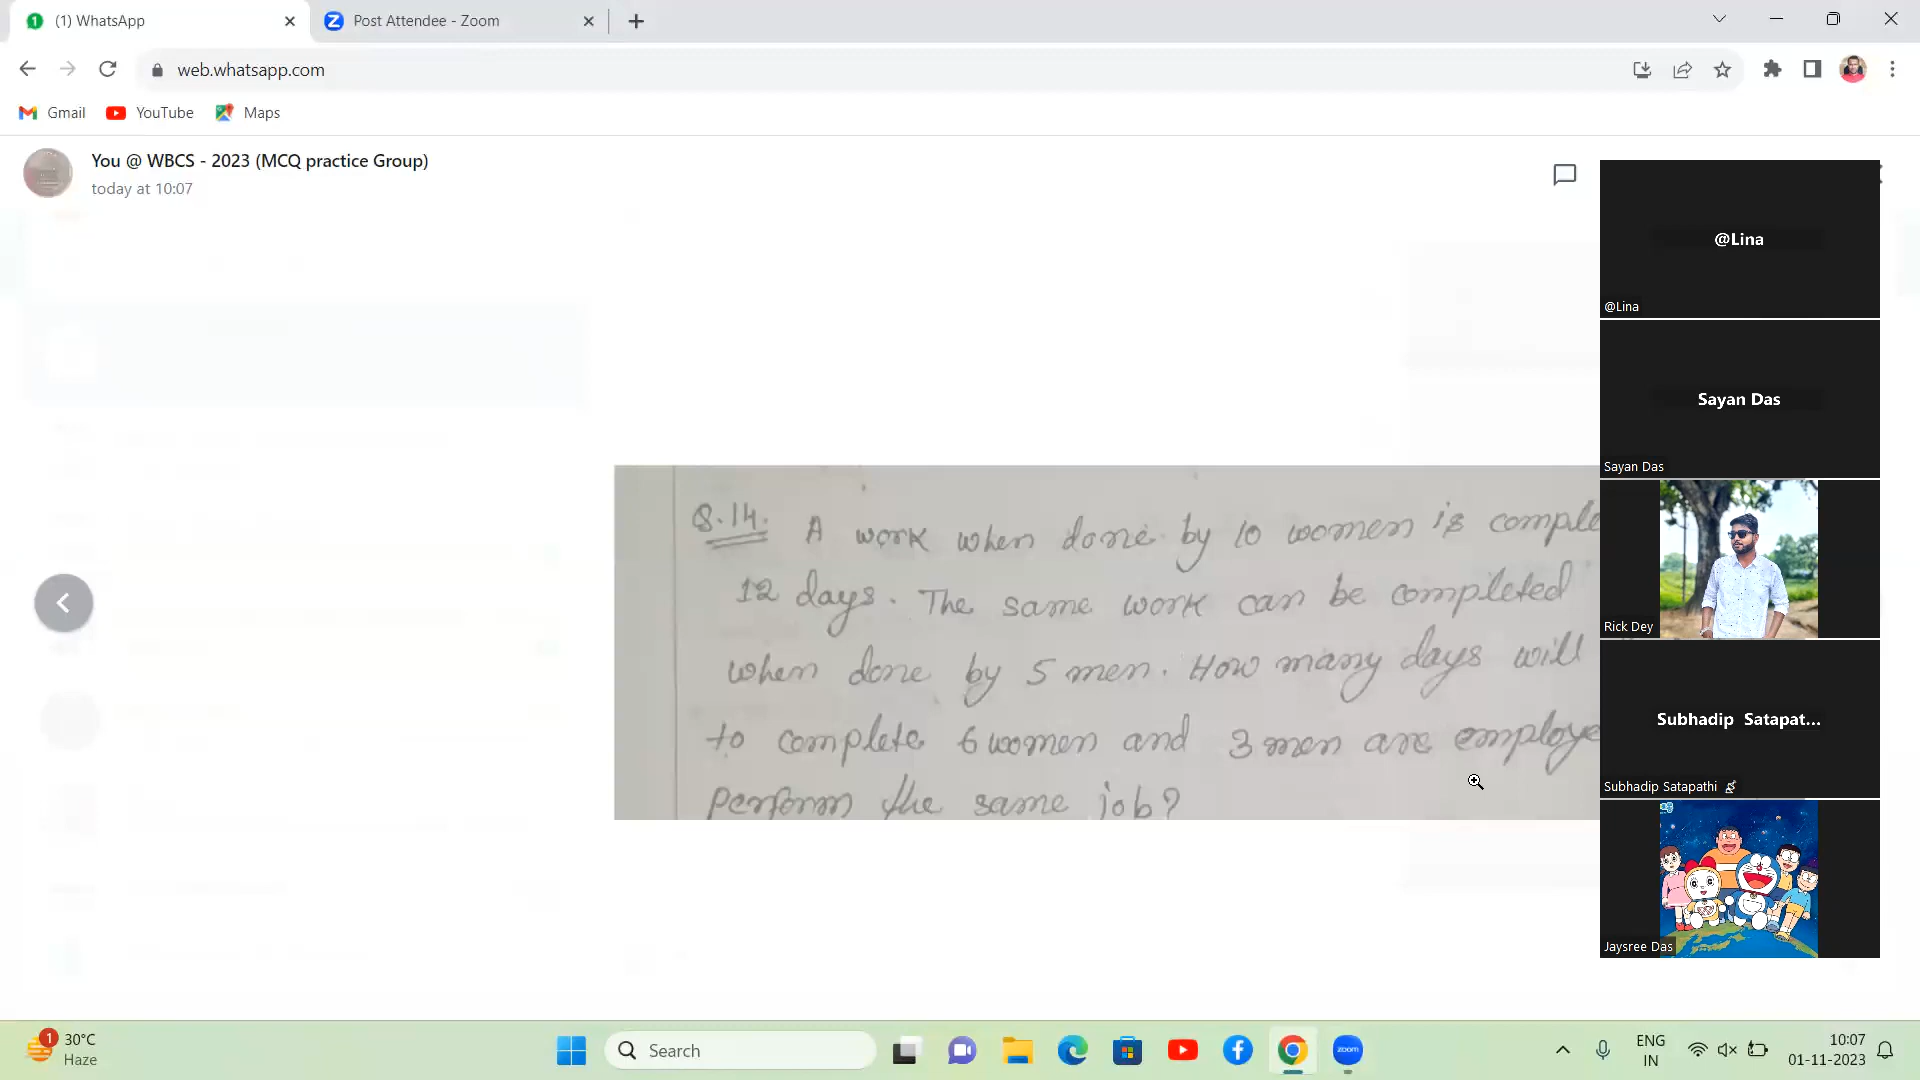 (1) WhatsApp
Post Attendee - Zoom
web.whatsapp.com
Gmail
YouTube
Maps
You @ WBCS - 2023 (MCQ practice Group)
today at 10:07
@Lina
@Lina
Sayan Das
Sayan Das
Q.14. A work when done by 10 women is comple
12 days. The same work can be completed
when done by 5 men. How many days will
to complete 6 women and 3 men are employe
perform the same job?
Rick Dey
Subhadip Satapat...
Subhadip Satapathi
Jaysree Das
1
30°C
Haze
Search
zoom
ENG
IN
10:07
01-11-2023